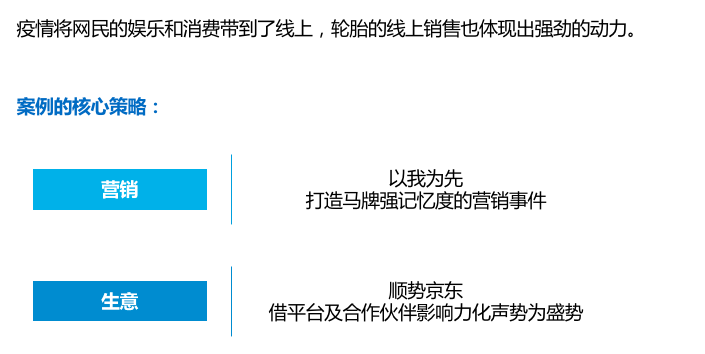 疫情将网民的娱乐和消费带到了线上，轮胎的线上销售也体现出强劲的动力。
案例的核心策略：
营销
以我为先
打造马牌强记忆度的营销事件
生意
顺势京东
借平台及合作伙伴影响力化声势为盛势